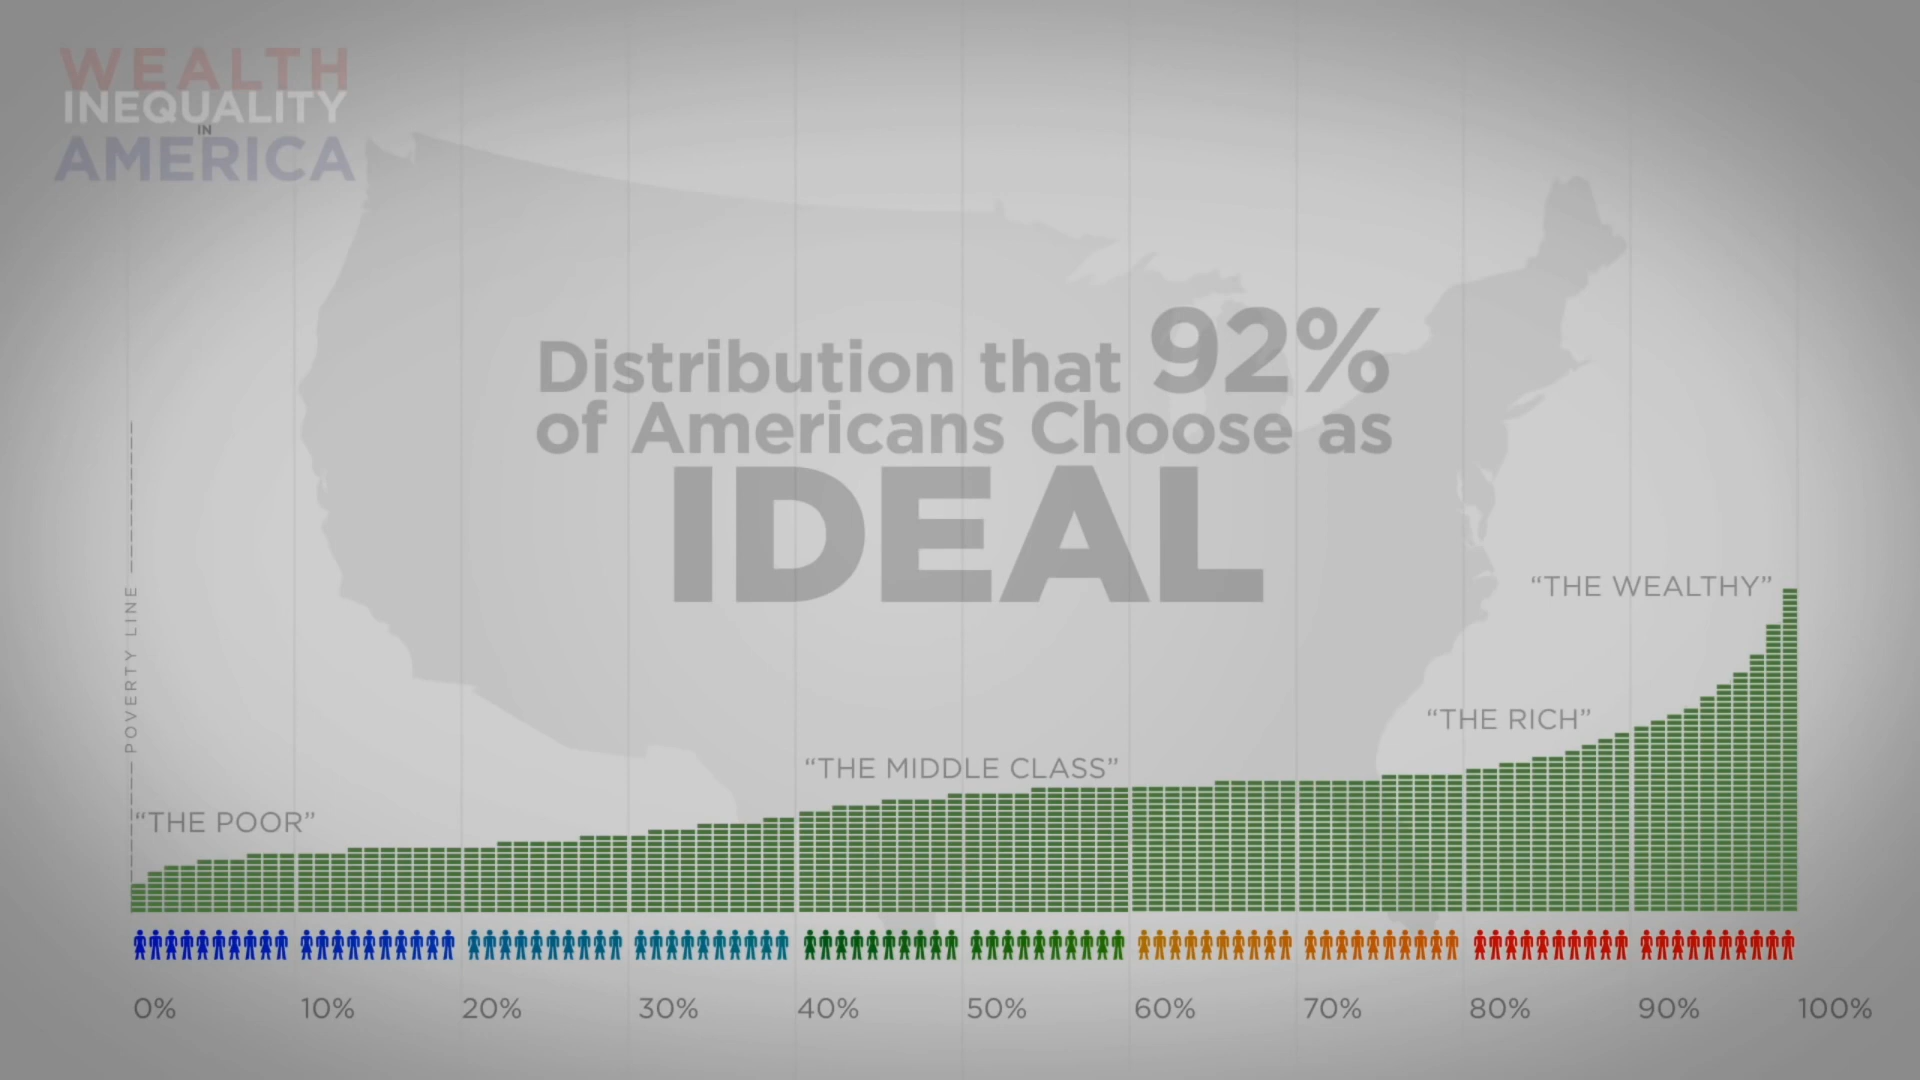 WEALTH
INEQUALITY
IN
AMERICA
Distribution that 92%
of Americans Choose as
IDEAL
“THE WEALTHY”
“THE RICH”
“THE MIDDLE CLASS”
“THE POOR”
POVERTY LINE
0% 10% 20% 30% 40% 50% 60% 70% 80% 90% 100%